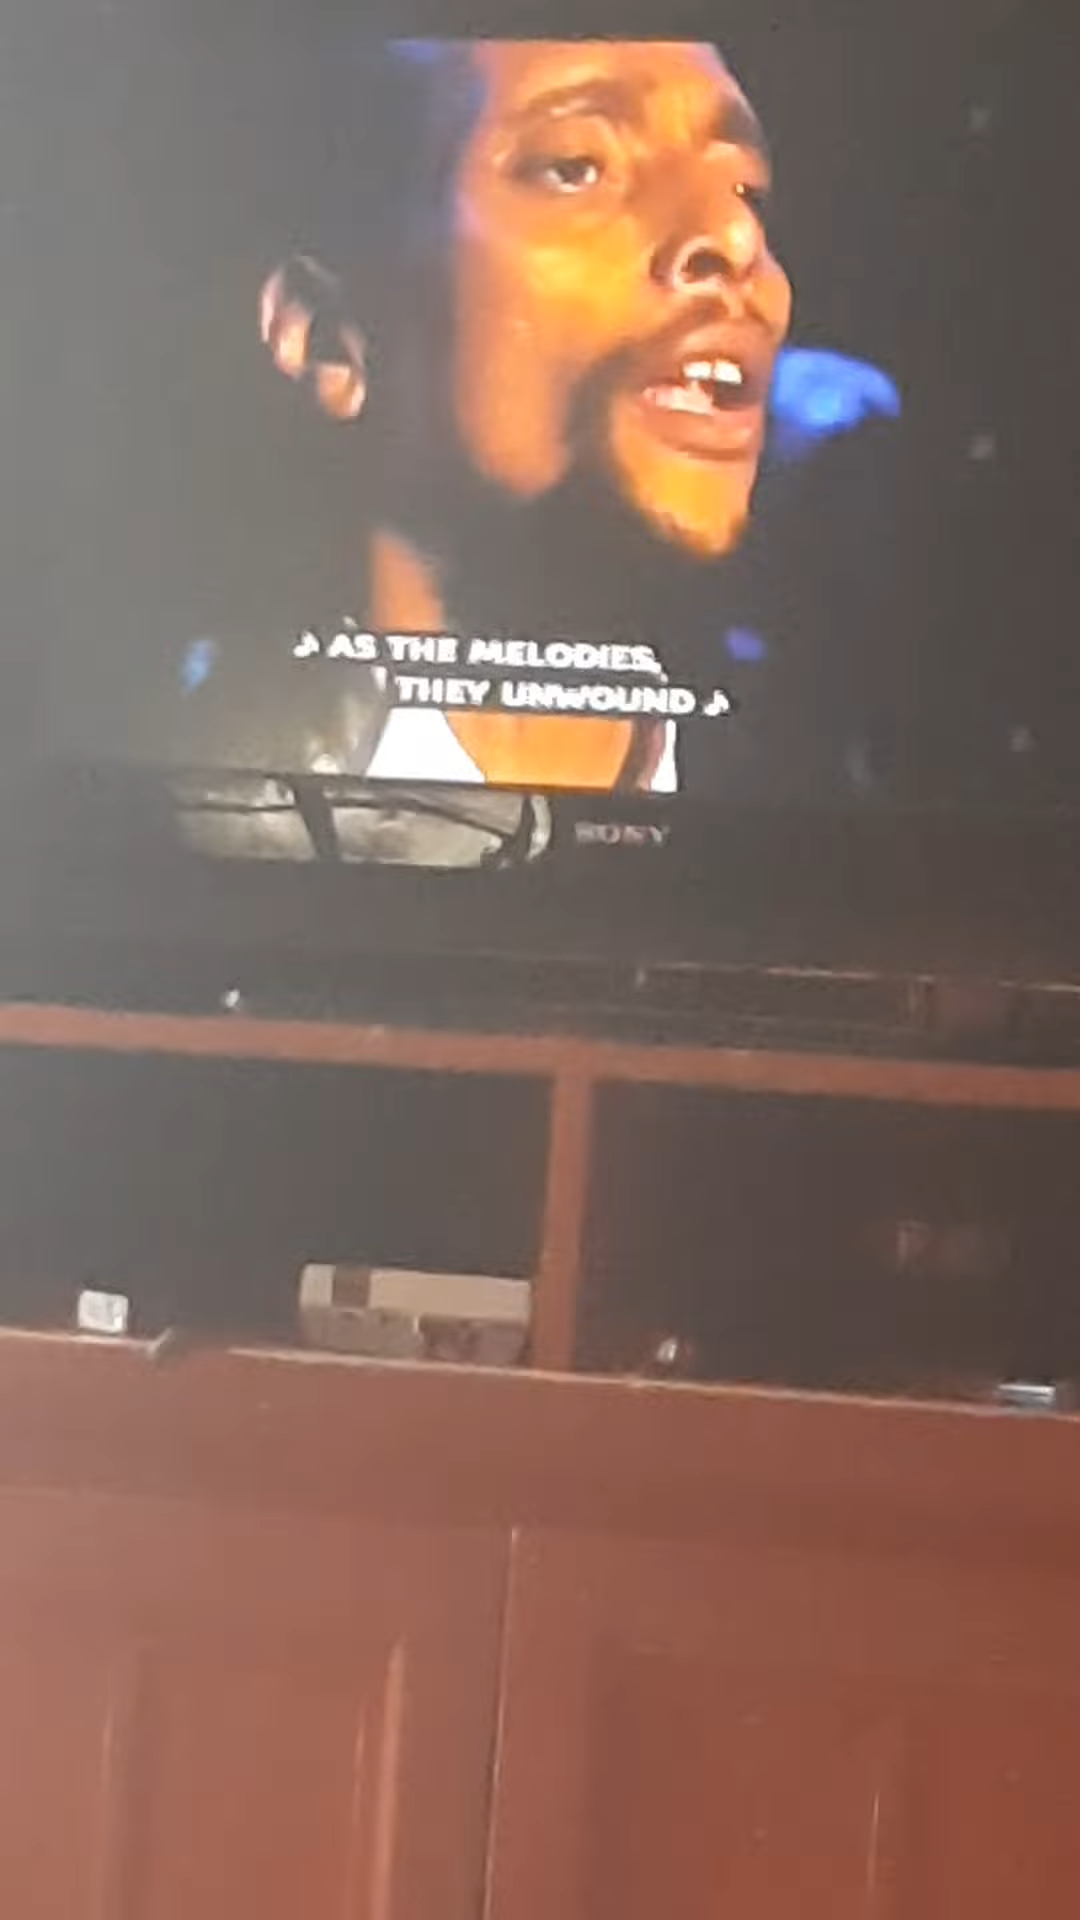 ♪ AS THE MELODIES,
THEY UNWOUND ♪
SONY